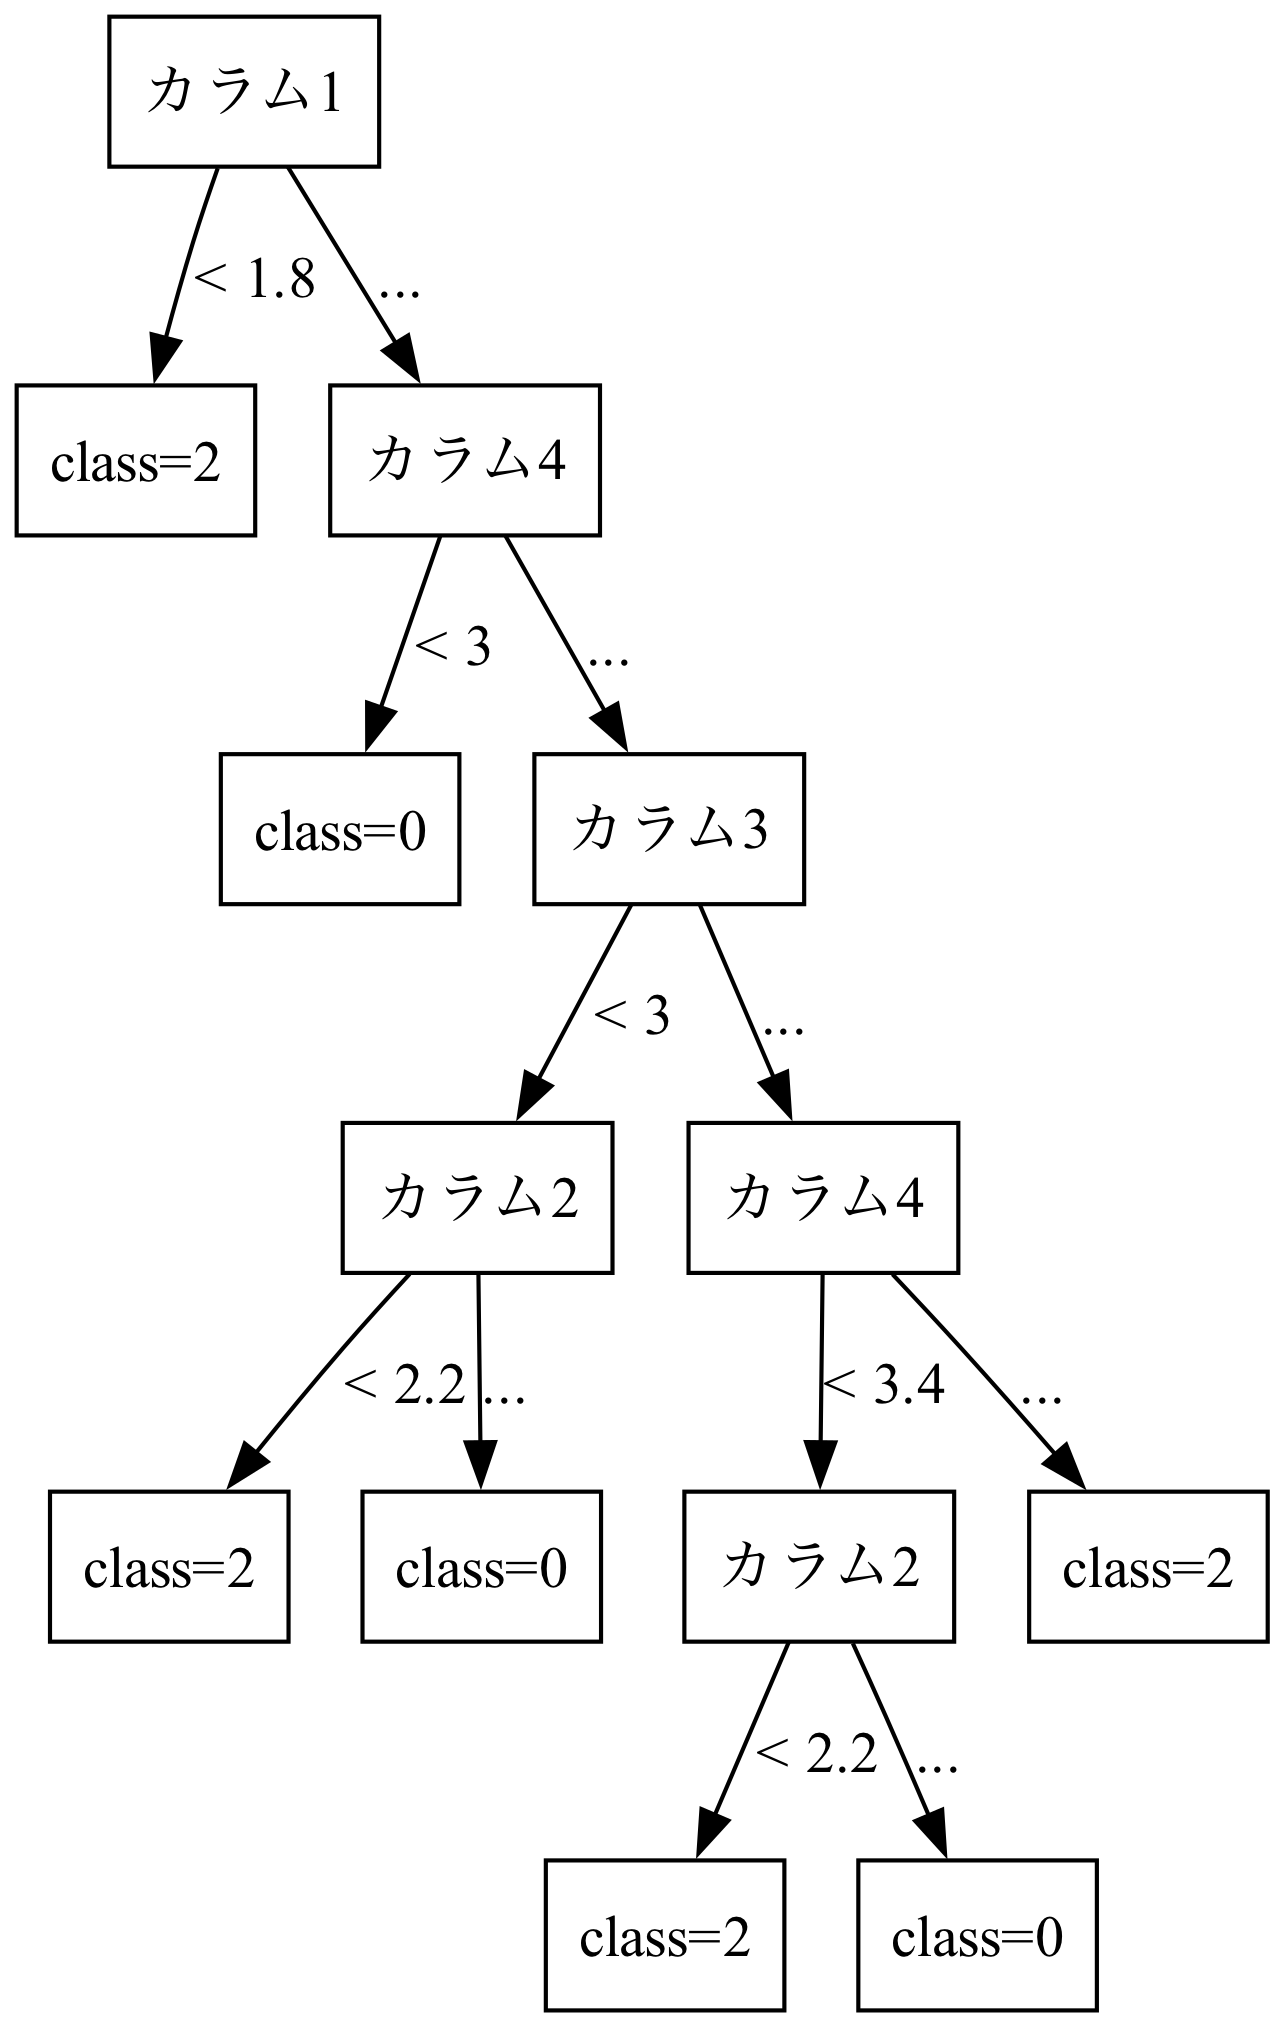 カラム1
< 1.8
...
class=2
カラム4
< 3
...
class=0
カラム3
< 3
...
カラム2
カラム4
< 2.2
...
< 3.4
...
class=2
class=0
カラム2
class=2
< 2.2
...
class=2
class=0